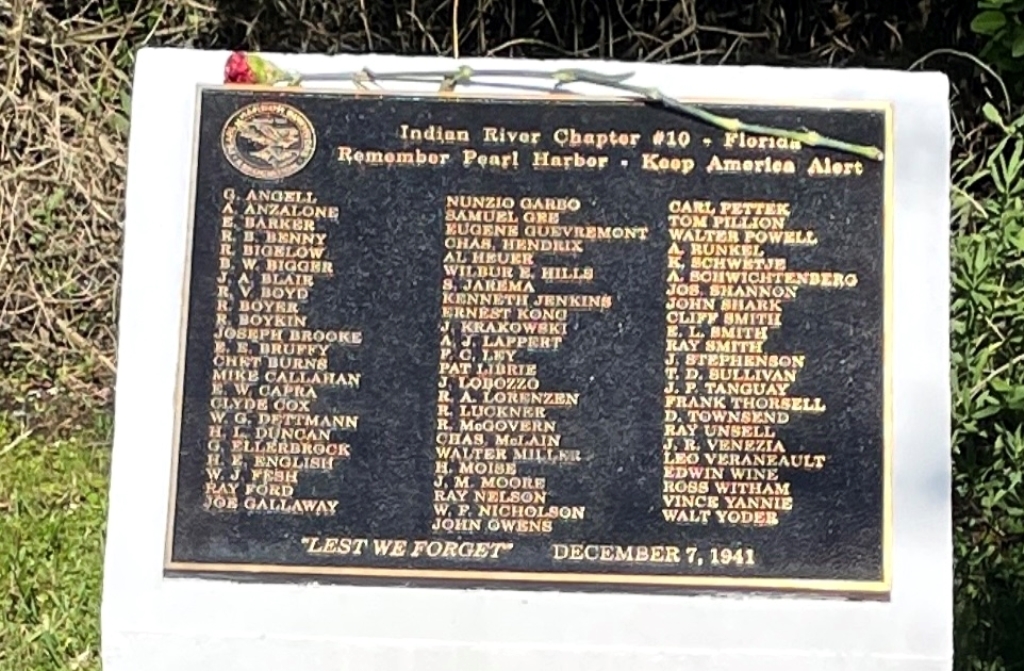 Indian River Chapter #10 - Florida
Remember Pearl Harbor - Keep America Alert
G. ANGELL
A. ANZALONE
E. BARKER
R. B. BENNY
R. BIGELOW
B. W. BIGGER
J. A. BLAIR
R. V. BOYD
R. BOYER
R. BOYKIN
JOSEPH BROOKE
E. E. BRUFFY
CHET BURNS
MIKE CALLAHAN
E. W. CAPRA
CLYDE COX
W. G. DETTMANN
H. F. DUNCAN
G. ELLERBROCK
H. E. ENGLISH
W. J. FESH
RAY FORD
JOE GALLAWAY
NUNZIO GARBO
SAMUEL GEE
EUGENE GUEVREMONT
CHAS. HENDRIX
AL HEUER
WILBUR E. HILLS
S. JAREMA
KENNETH JENKINS
ERNEST KONC
J. KRAKOWSKI
A. J. LAPPERT
F. C. LEY
PAT LIBRIE
J. LOBOZZO
R. A. LORENZEN
R. LUCKNER
R. McGOVERN
CHAS. McLAIN
WALTER MILLER
H. MOISE
J. M. MOORE
RAY NELSON
W. F. NICHOLSON
JOHN OWENS
CARL PETTEK
TOM PILLION
WALTER POWELL
A. RUNKEL
K. SCHWETJE
A. SCHWICHTENBERG
JOS. SHANNON
JOHN SHARK
CLIFF SMITH
E. L. SMITH
RAY SMITH
J. STEPHENSON
T. D. SULLIVAN
J. P. TANGUAY
FRANK THORSELL
D. TOWNSEND
RAY UNSELL
J. R. VENEZIA
LEO VERANEAULT
EDWIN WINE
ROSS WITHAM
VINCE YANNIE
WALT YODER
"LEST WE FORGET" DECEMBER 7, 1941